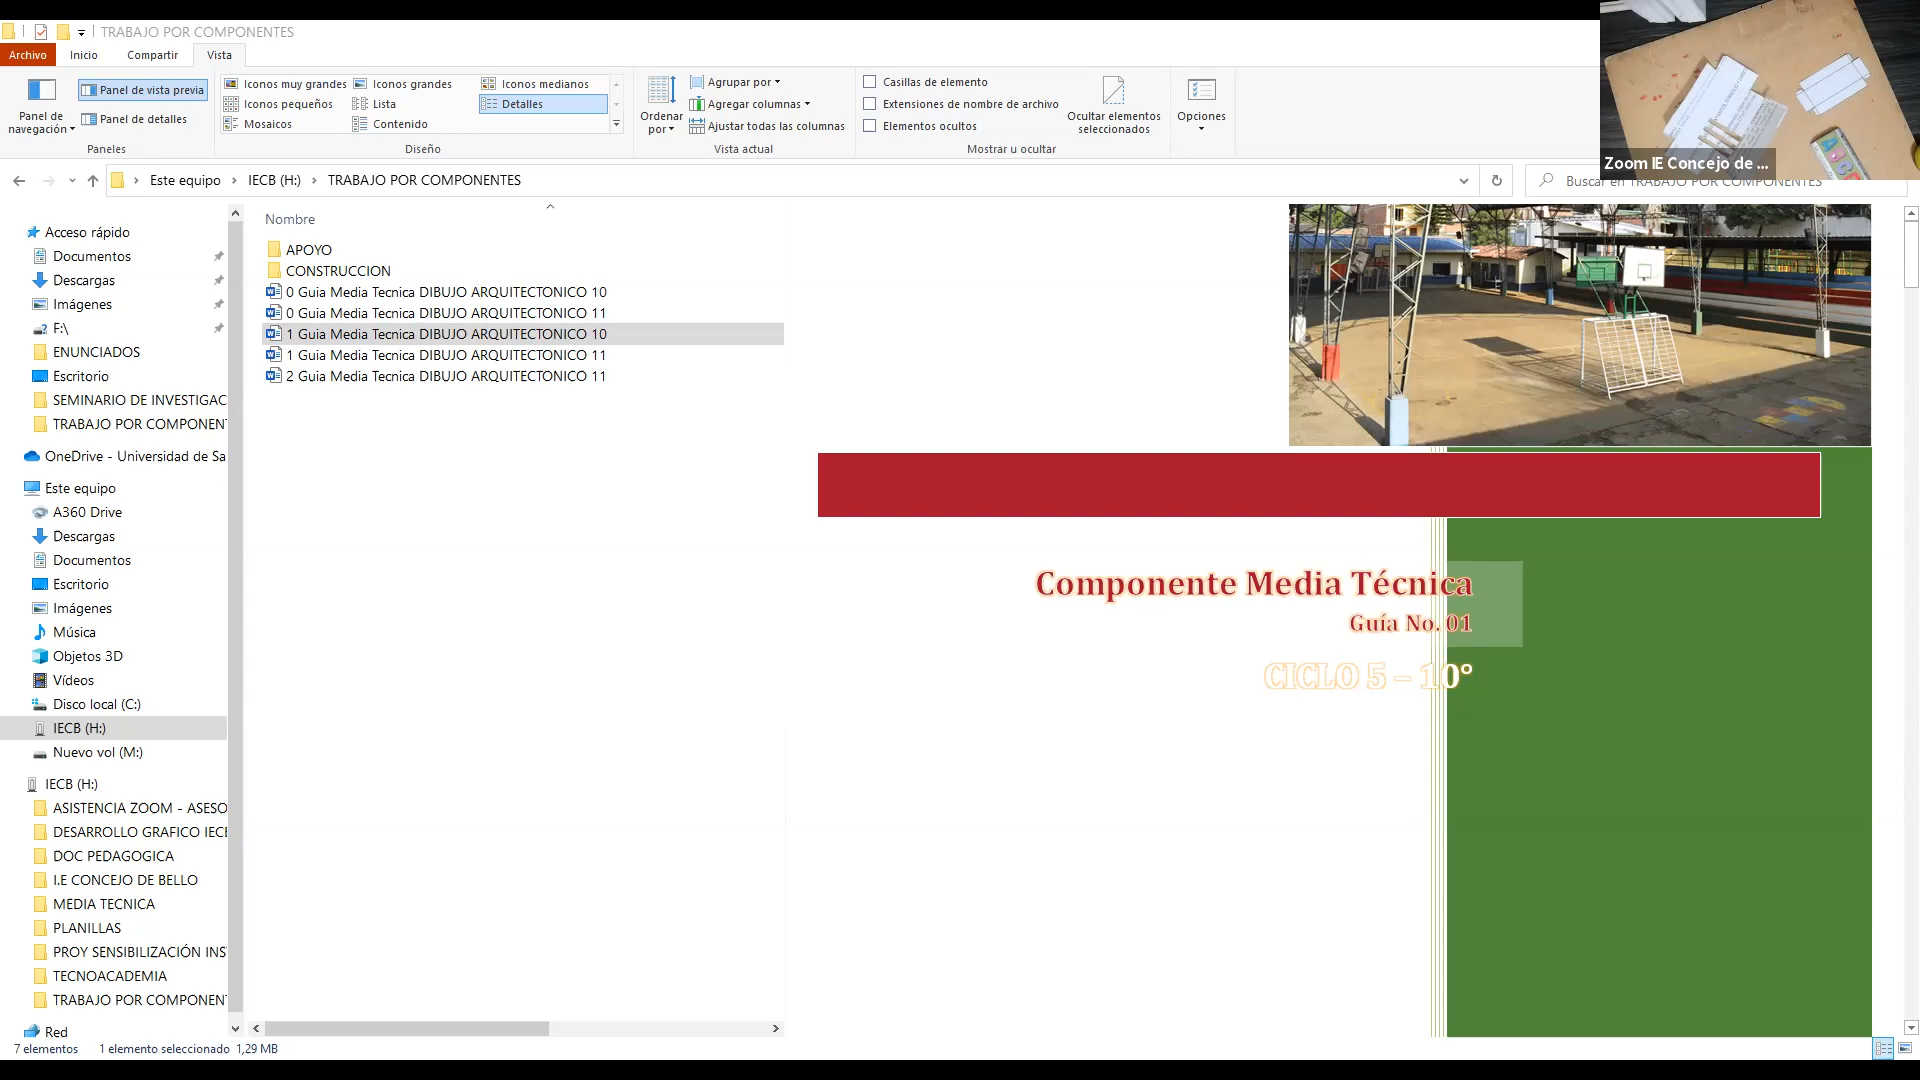 TRABAJO POR COMPONENTES
Archivo Inicio Compartir Vista
Panel de navegación
Panel de vista previa
Panel de detalles
Paneles
Iconos muy grandes Iconos grandes Iconos medianos
Iconos pequeños Lista Detalles
Mosaicos Contenido
Diseño
Ordenar por
Agrupar por
Agregar columnas
Ajustar todas las columnas
Vista actual
Casillas de elemento
Extensiones de nombre de archivo
Elementos ocultos
Ocultar elementos seleccionados
Mostrar u ocultar
Opciones
Zoom IE Concejo de ...
Este equipo > IECB (H:) > TRABAJO POR COMPONENTES
Buscar en TRABAJO POR COMPONENTES
Acceso rápido
Documentos
Descargas
Imágenes
F:\
ENUNCIADOS
Escritorio
SEMINARIO DE INVESTIGAC
TRABAJO POR COMPONENT
OneDrive - Universidad de Sa
Este equipo
A360 Drive
Descargas
Documentos
Escritorio
Imágenes
Música
Objetos 3D
Vídeos
Disco local (C:)
IECB (H:)
Nuevo vol (M:)
IECB (H:)
ASISTENCIA ZOOM - ASESO
DESARROLLO GRAFICO IECB
DOC PEDAGOGICA
I.E CONCEJO DE BELLO
MEDIA TECNICA
PLANILLAS
PROY SENSIBILIZACIÓN INS
TECNOACADEMIA
TRABAJO POR COMPONENT
Red
Nombre
APOYO
CONSTRUCCION
0 Guia Media Tecnica DIBUJO ARQUITECTONICO 10
0 Guia Media Tecnica DIBUJO ARQUITECTONICO 11
1 Guia Media Tecnica DIBUJO ARQUITECTONICO 10
1 Guia Media Tecnica DIBUJO ARQUITECTONICO 11
2 Guia Media Tecnica DIBUJO ARQUITECTONICO 11
Componente Media Técnica
Guía No. 01
CICLO 5 – 10°
7 elementos 1 elemento seleccionado 1,29 MB